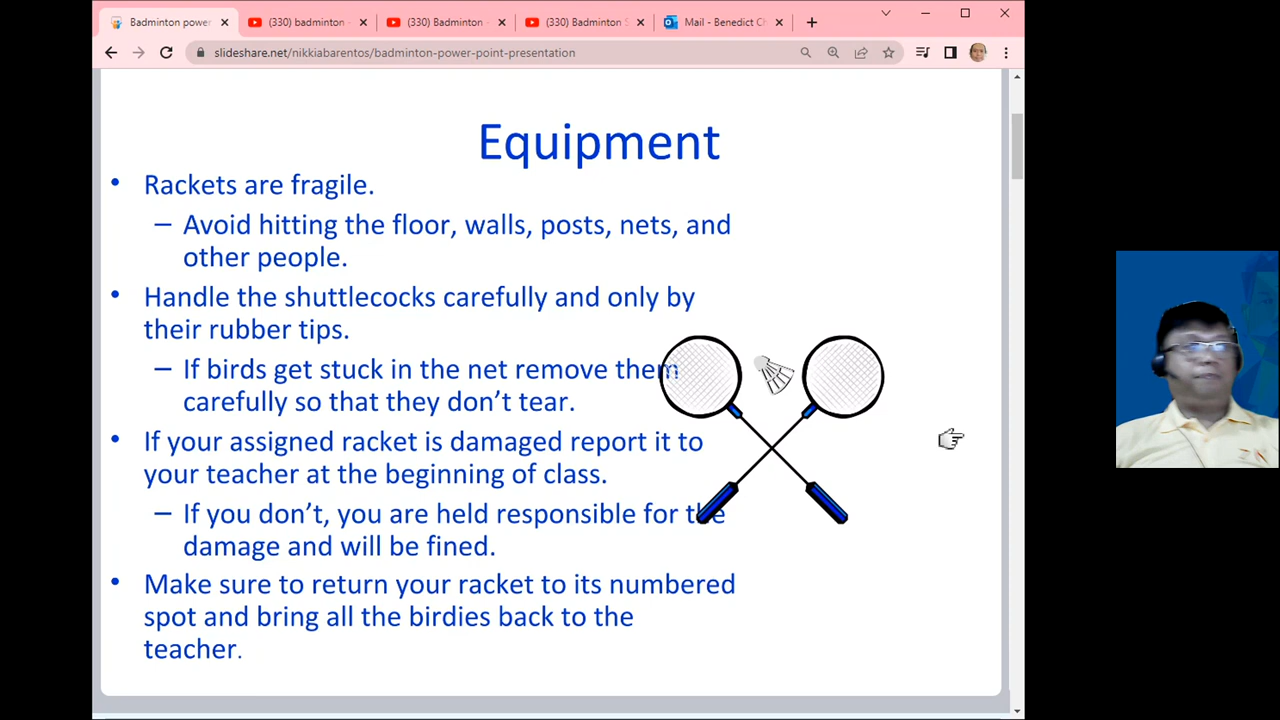 Badminton power
(330) badminton
(330) Badminton
(330) Badminton S
Mail - Benedict Ch
slideshare.net/nikkiabarentos/badminton-power-point-presentation
Equipment
• Rackets are fragile.
– Avoid hitting the floor, walls, posts, nets, and
other people.
• Handle the shuttlecocks carefully and only by
their rubber tips.
– If birds get stuck in the net remove them
carefully so that they don’t tear.
• If your assigned racket is damaged report it to
your teacher at the beginning of class.
– If you don’t, you are held responsible for the
damage and will be fined.
• Make sure to return your racket to its numbered
spot and bring all the birdies back to the
teacher.